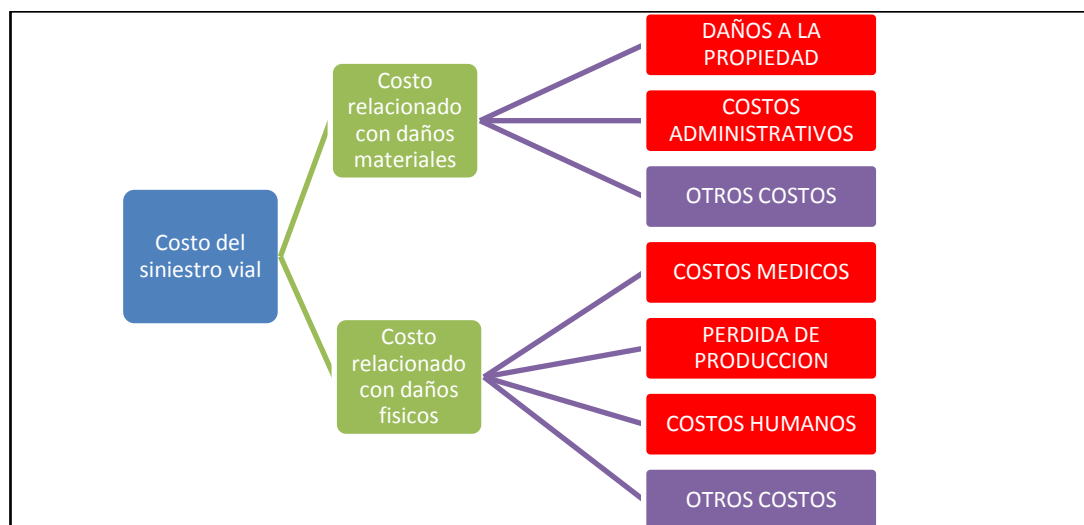 Costo del
siniestro vial
Costo
relacionado
con daños
materiales
DAÑOS A LA
PROPIEDAD
COSTOS
ADMINISTRATIVOS
OTROS COSTOS
Costo
relacionado
con daños
fisicos
COSTOS MEDICOS
PERDIDA DE
PRODUCCION
COSTOS HUMANOS
OTROS COSTOS